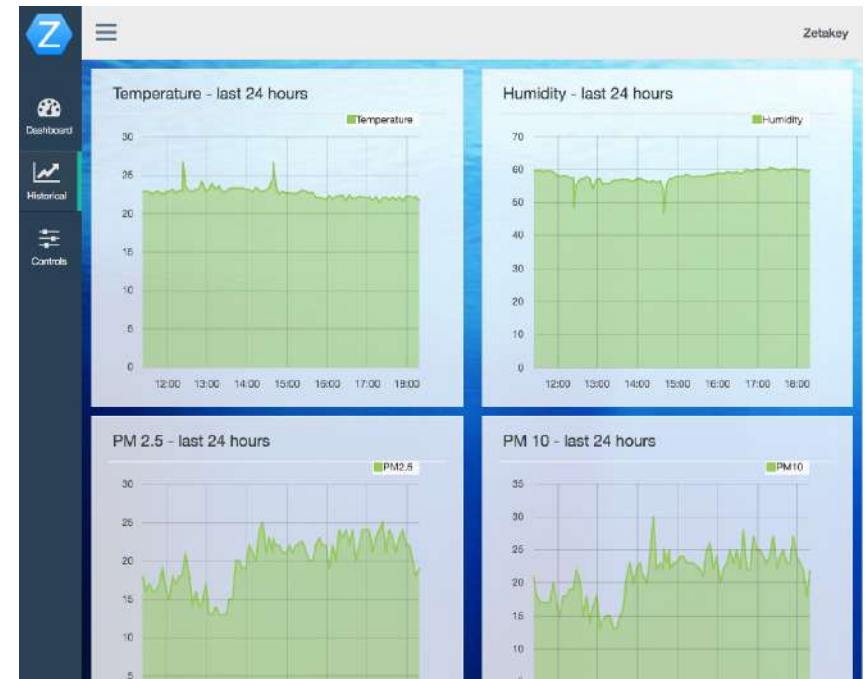 Z
Zetakey
Dashboard
Historical
Controls
Temperature - last 24 hours
Temperature
30
25
20
15
10
5
0
12:00 13:00 14:00 15:00 16:00 17:00 18:00
Humidity - last 24 hours
Humidity
70
60
50
40
30
20
10
0
12:00 13:00 14:00 15:00 16:00 17:00 18:00
PM 2.5 - last 24 hours
PM2.5
30
25
20
15
10
5
PM 10 - last 24 hours
PM10
35
30
25
20
15
10